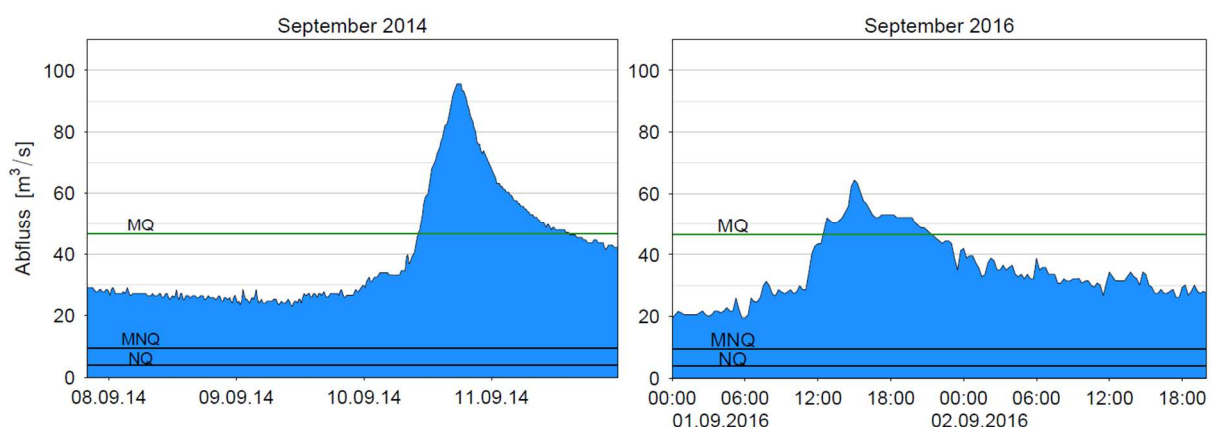 September 2014
Abfluss [m³/s]
100
80
60
40
20
0
MQ
MNQ
NQ
08.09.14 09.09.14 10.09.14 11.09.14
September 2016
100
80
60
40
20
0
MQ
MNQ
NQ
00:00 06:00 12:00 18:00 00:00 06:00 12:00 18:00
01.09.2016 02.09.2016